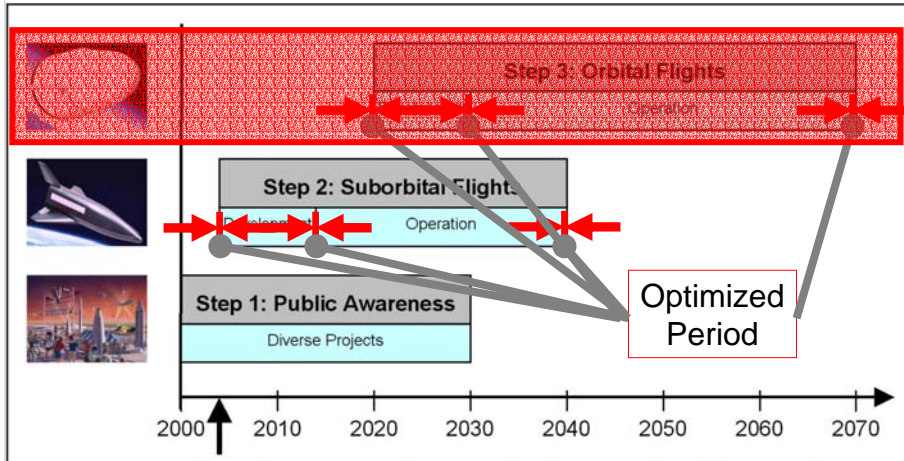 Step 3: Orbital Flights
Operation
Step 2: Suborbital Flights
Development
Operation
Step 1: Public Awareness
Diverse Projects
Optimized
Period
2000 2010 2020 2030 2040 2050 2060 2070